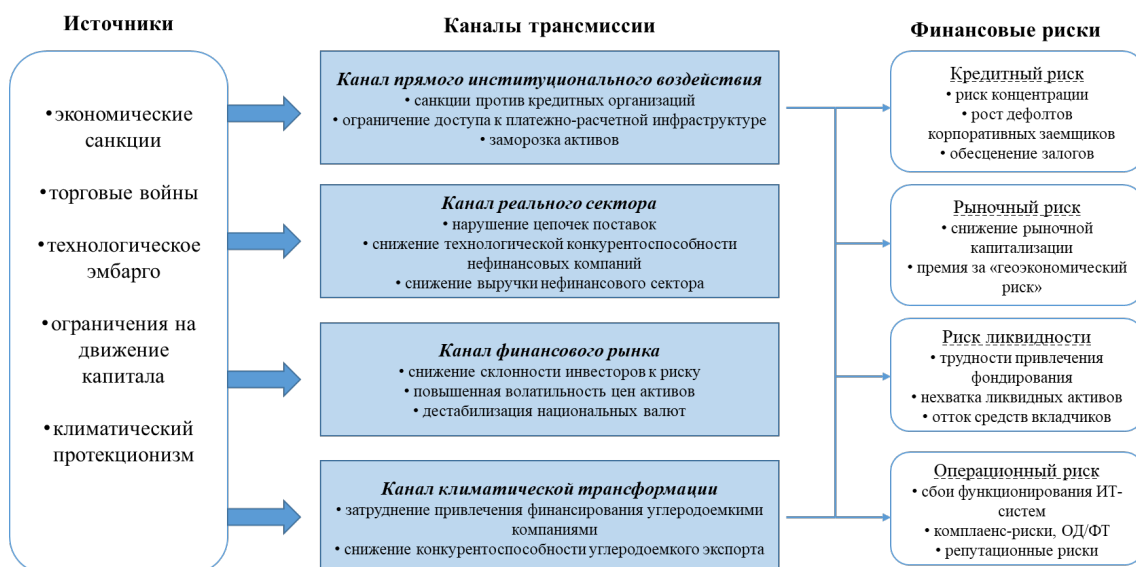 Источники
•экономические
санкции
•торговые войны
•технологическое
эмбарго
•ограничения на
движение
капитала
•климатический
протекционизм
Каналы трансмиссии
Канал прямого институционального воздействия
• санкции против кредитных организаций
• ограничение доступа к платежно-расчетной инфраструктуре
• заморозка активов
Канал реального сектора
• нарушение цепочек поставок
• снижение технологической конкурентоспособности
нефинансовых компаний
• снижение выручки нефинансового сектора
Канал финансового рынка
• снижение склонности инвесторов к риску
• повышенная волатильность цен активов
• дестабилизация национальных валют
Канал климатической трансформации
• затруднение привлечения финансирования углеродоемкими
компаниями
• снижение конкурентоспособности углеродоемкого экспорта
Финансовые риски
Кредитный риск
• риск концентрации
• рост дефолтов
корпоративных заемщиков
• обесценение залогов
Рыночный риск
• снижение рыночной
капитализации
• премия за «геоэкономический
риск»
Риск ликвидности
• трудности привлечения
фондирования
• нехватка ликвидных активов
• отток средств вкладчиков
Операционный риск
• сбои функционирования ИТ-
систем
• комплаенс-риски, ОД/ФТ
• репутационные риски